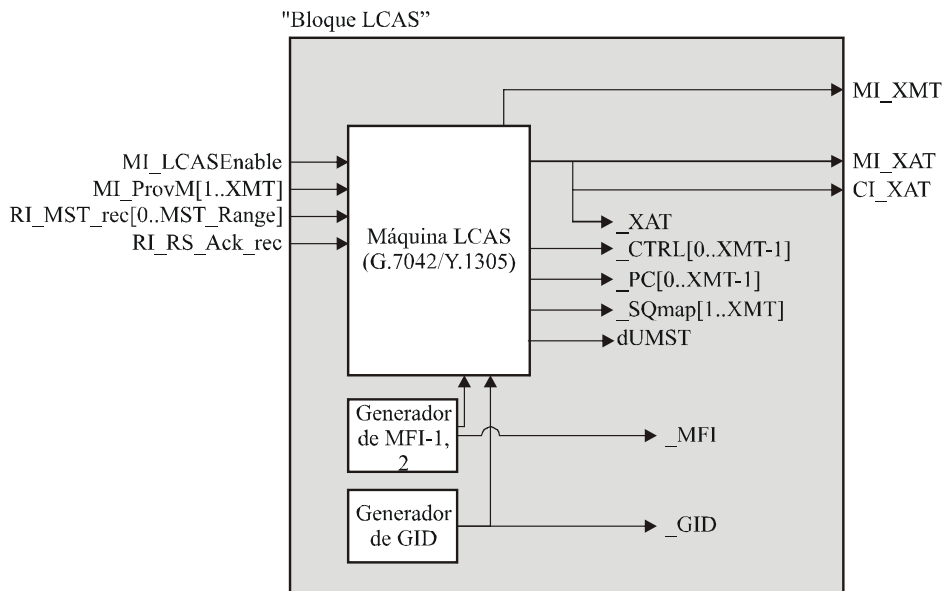 "Bloque LCAS”
MI_XMT
MI_LCASEnable
MI_ProvM[1..XMT]
RI_MST_rec[0..MST_Range]
RI_RS_Ack_rec
Máquina LCAS
(G.7042/Y.1305)
MI_XAT
CI_XAT
_XAT
_CTRL[0..XMT-1]
_PC[0..XMT-1]
_SQmap[1..XMT]
dUMST
Generador
de MFI-1,
2
_MFI
Generador
de GID
_GID